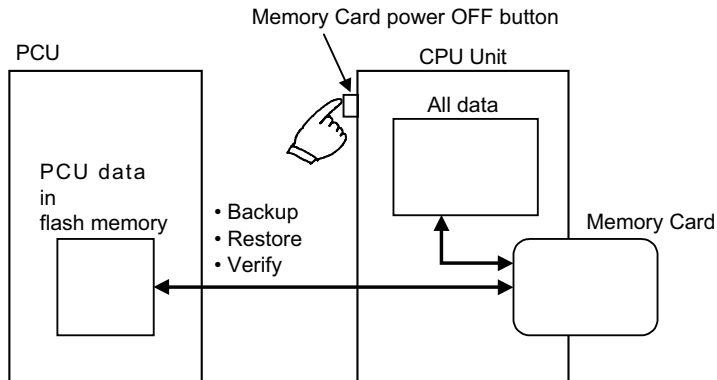 Memory Card power OFF button
PCU
CPU Unit
All data
PCU data
in
flash memory
• Backup
• Restore
• Verify
Memory Card